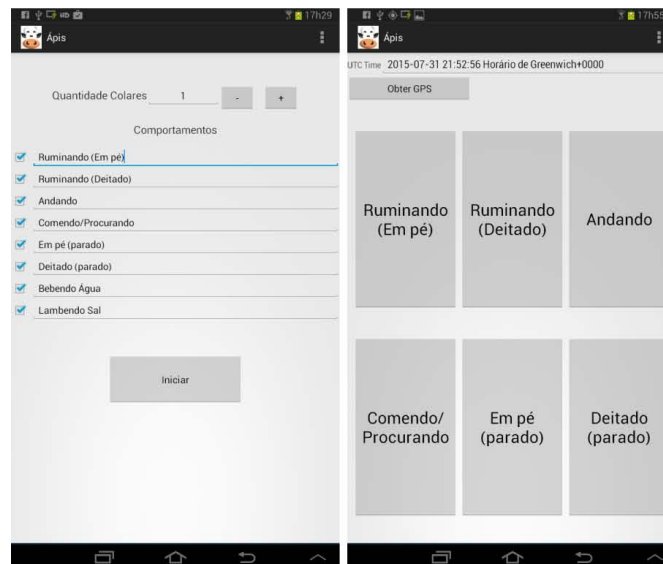 17h29
Ápis
Quantidade Colares 1 - +
Comportamentos
Ruminando (Em pé)
Ruminando (Deitado)
Andando
Comendo/Procurando
Em pé (parado)
Deitado (parado)
Bebendo Água
Lambendo Sal
Iniciar
17h55
Ápis
UTC Time 2015-07-31 21:52:56 Horário de Greenwich+0000
Obter GPS
Ruminando
(Em pé)
Ruminando
(Deitado)
Andando
Comendo/
Procurando
Em pé
(parado)
Deitado
(parado)